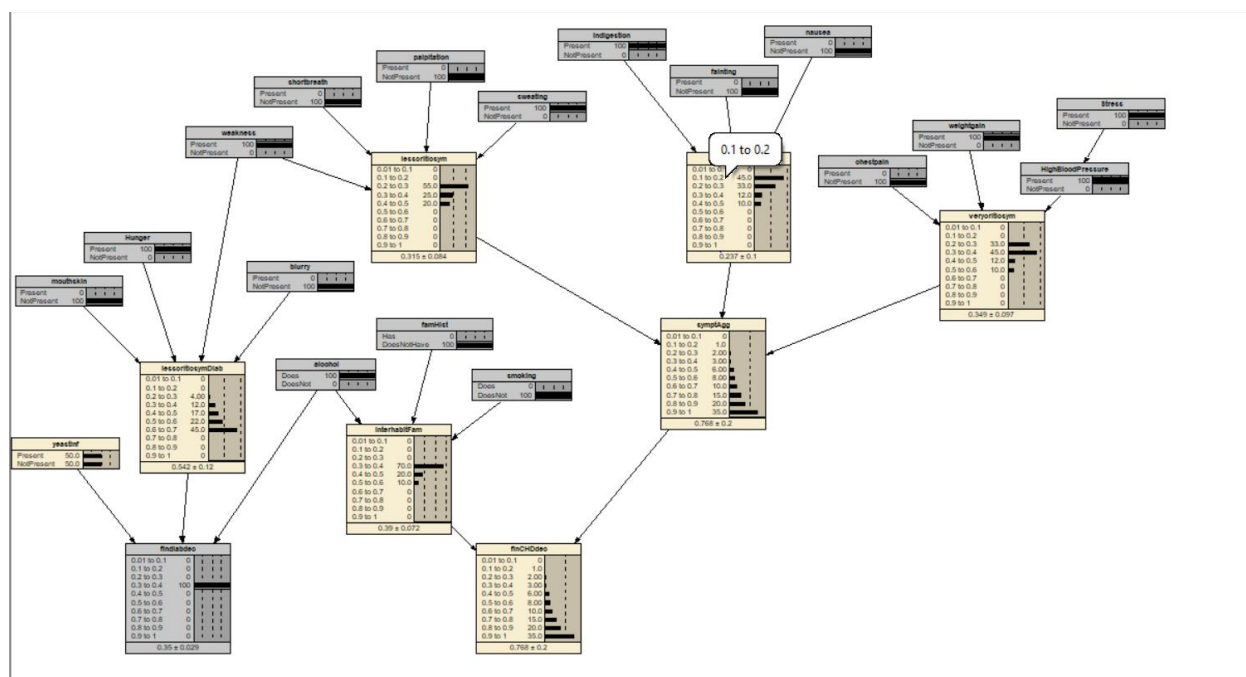 indigestion
Present 100
NotPresent 0
nausea
Present 0
NotPresent 100
palpitation
Present 0
NotPresent 100
fainting
Present 0
NotPresent 100
shortbreath
Present 0
NotPresent 100
sweating
Present 100
NotPresent 0
Stress
Present 100
NotPresent 0
weightgain
Present 100
NotPresent 0
weakness
Present 100
NotPresent 0
0.1 to 0.2
chestpain
Present 0
NotPresent 100
HighBloodPressure
Present 100
NotPresent 0
lesscritiosym
0.01 to 0.1 0
0.1 to 0.2 0
0.2 to 0.3 55.0
0.3 to 0.4 25.0
0.4 to 0.5 20.0
0.5 to 0.6 0
0.6 to 0.7 0
0.7 to 0.8 0
0.8 to 0.9 0
0.9 to 1 0
0.315 ± 0.084
0.01 to 0.1 0
0.1 to 0.2 45.0
0.2 to 0.3 33.0
0.3 to 0.4 12.0
0.4 to 0.5 10.0
0.5 to 0.6 0
0.6 to 0.7 0
0.7 to 0.8 0
0.8 to 0.9 0
0.9 to 1 0
0.237 ± 0.1
verycritiosym
0.01 to 0.1 0
0.1 to 0.2 0
0.2 to 0.3 33.0
0.3 to 0.4 45.0
0.4 to 0.5 12.0
0.5 to 0.6 10.0
0.6 to 0.7 0
0.7 to 0.8 0
0.8 to 0.9 0
0.9 to 1 0
0.349 ± 0.097
Hunger
Present 100
NotPresent 0
blurry
Present 0
NotPresent 100
mouthskin
Present 0
NotPresent 100
famHist
Has 0
DoesNotHave 100
symptAgg
0.01 to 0.1 0
0.1 to 0.2 1.0
0.2 to 0.3 2.00
0.3 to 0.4 3.00
0.4 to 0.5 6.00
0.5 to 0.6 8.00
0.6 to 0.7 10.0
0.7 to 0.8 15.0
0.8 to 0.9 20.0
0.9 to 1 35.0
0.768 ± 0.2
alcohol
Does 100
DoesNot 0
smoking
Does 0
DoesNot 100
lesscritiosymDiab
0.01 to 0.1 0
0.1 to 0.2 0
0.2 to 0.3 4.00
0.3 to 0.4 12.0
0.4 to 0.5 17.0
0.5 to 0.6 22.0
0.6 to 0.7 45.0
0.7 to 0.8 0
0.8 to 0.9 0
0.9 to 1 0
0.542 ± 0.12
yeastinf
Present 50.0
NotPresent 50.0
interhabitFam
0.01 to 0.1 0
0.1 to 0.2 0
0.2 to 0.3 0
0.3 to 0.4 70.0
0.4 to 0.5 20.0
0.5 to 0.6 10.0
0.6 to 0.7 0
0.7 to 0.8 0
0.8 to 0.9 0
0.9 to 1 0
0.39 ± 0.072
findiabdec
0.01 to 0.1 0
0.1 to 0.2 0
0.2 to 0.3 0
0.3 to 0.4 100
0.4 to 0.5 0
0.5 to 0.6 0
0.6 to 0.7 0
0.7 to 0.8 0
0.8 to 0.9 0
0.9 to 1 0
0.35 ± 0.029
finCHDdec
0.01 to 0.1 0
0.1 to 0.2 1.0
0.2 to 0.3 2.00
0.3 to 0.4 3.00
0.4 to 0.5 6.00
0.5 to 0.6 8.00
0.6 to 0.7 10.0
0.7 to 0.8 15.0
0.8 to 0.9 20.0
0.9 to 1 35.0
0.768 ± 0.2